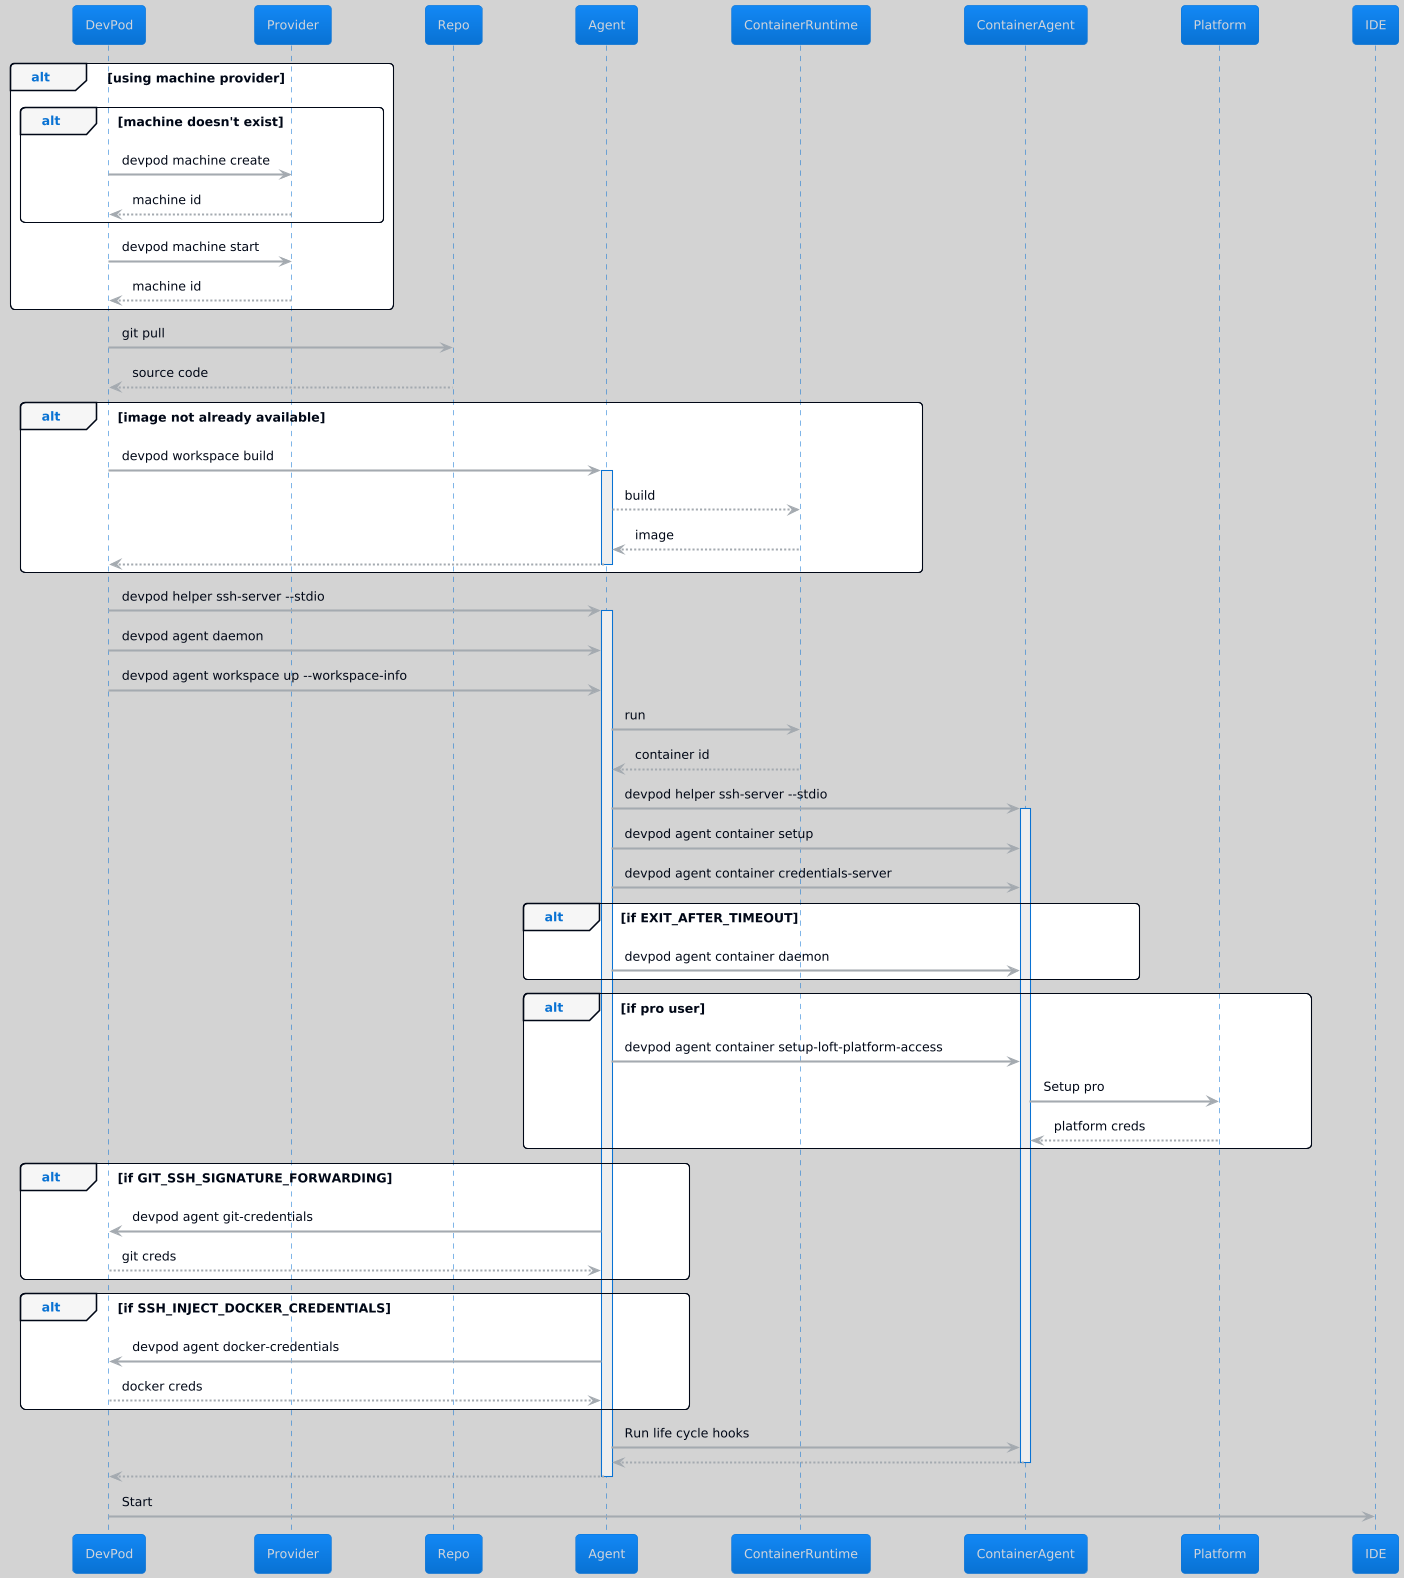 DevPod
Provider
Repo
Agent
ContainerRuntime
ContainerAgent
Platform
IDE
alt
[using machine provider]
alt
[machine doesn't exist]
devpod machine create
machine id
devpod machine start
machine id
git pull
source code
alt
[image not already available]
devpod workspace build
build
image
devpod helper ssh-server --stdio
devpod agent daemon
devpod agent workspace up --workspace-info
run
container id
devpod helper ssh-server --stdio
devpod agent container setup
devpod agent container credentials-server
alt
[if EXIT_AFTER_TIMEOUT]
devpod agent container daemon
alt
[if pro user]
devpod agent container setup-loft-platform-access
Setup pro
platform creds
alt
[if GIT_SSH_SIGNATURE_FORWARDING]
devpod agent git-credentials
git creds
alt
[if SSH_INJECT_DOCKER_CREDENTIALS]
devpod agent docker-credentials
docker creds
Run life cycle hooks
Start
DevPod
Provider
Repo
Agent
ContainerRuntime
ContainerAgent
Platform
IDE